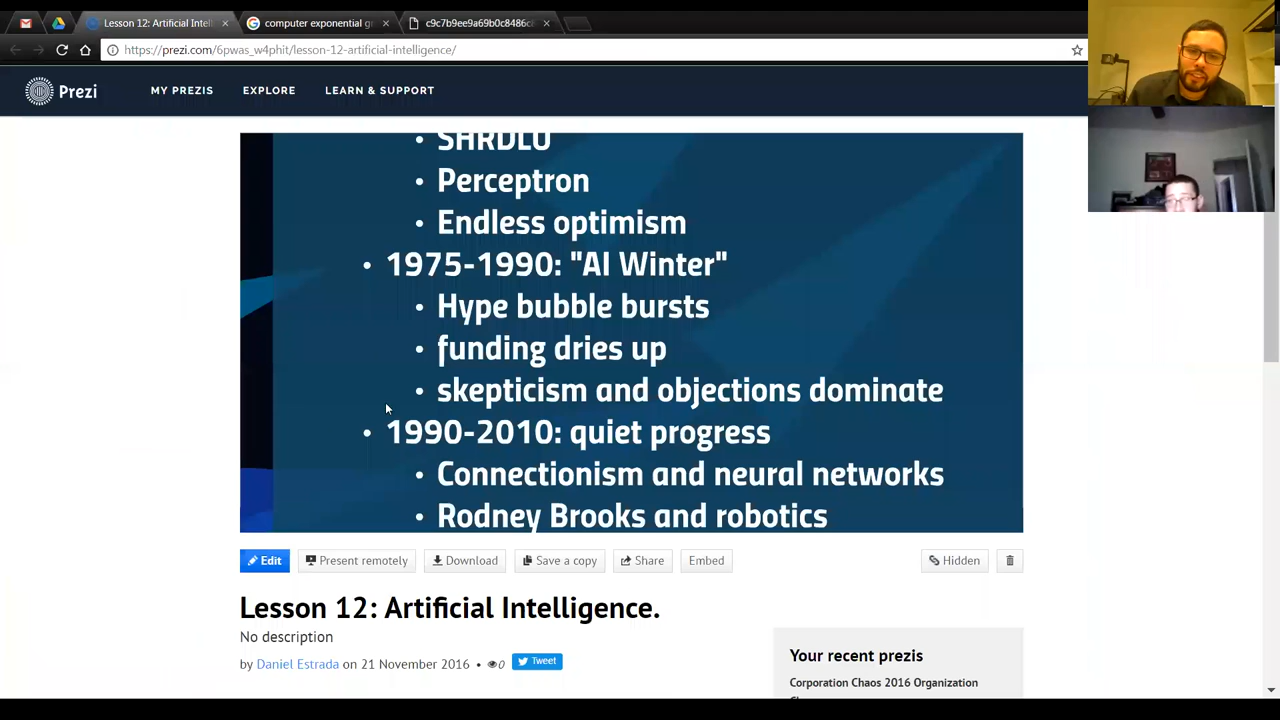 Lesson 12: Artificial Intell
computer exponential g
c9c7b9ee9a69b0c8486c
https://prezi.com/6pwas_w4phit/lesson-12-artificial-intelligence/
Prezi
MY PREZIS
EXPLORE
LEARN & SUPPORT
• SHRDLU
• Perceptron
• Endless optimism
• 1975-1990: "AI Winter"
• Hype bubble bursts
• funding dries up
• skepticism and objections dominate
• 1990-2010: quiet progress
• Connectionism and neural networks
• Rodney Brooks and robotics
Edit
Present remotely
Download
Save a copy
Share
Embed
Hidden
Lesson 12: Artificial Intelligence.
No description
by Daniel Estrada on 21 November 2016 • 0
Tweet
Your recent prezis
Corporation Chaos 2016 Organization